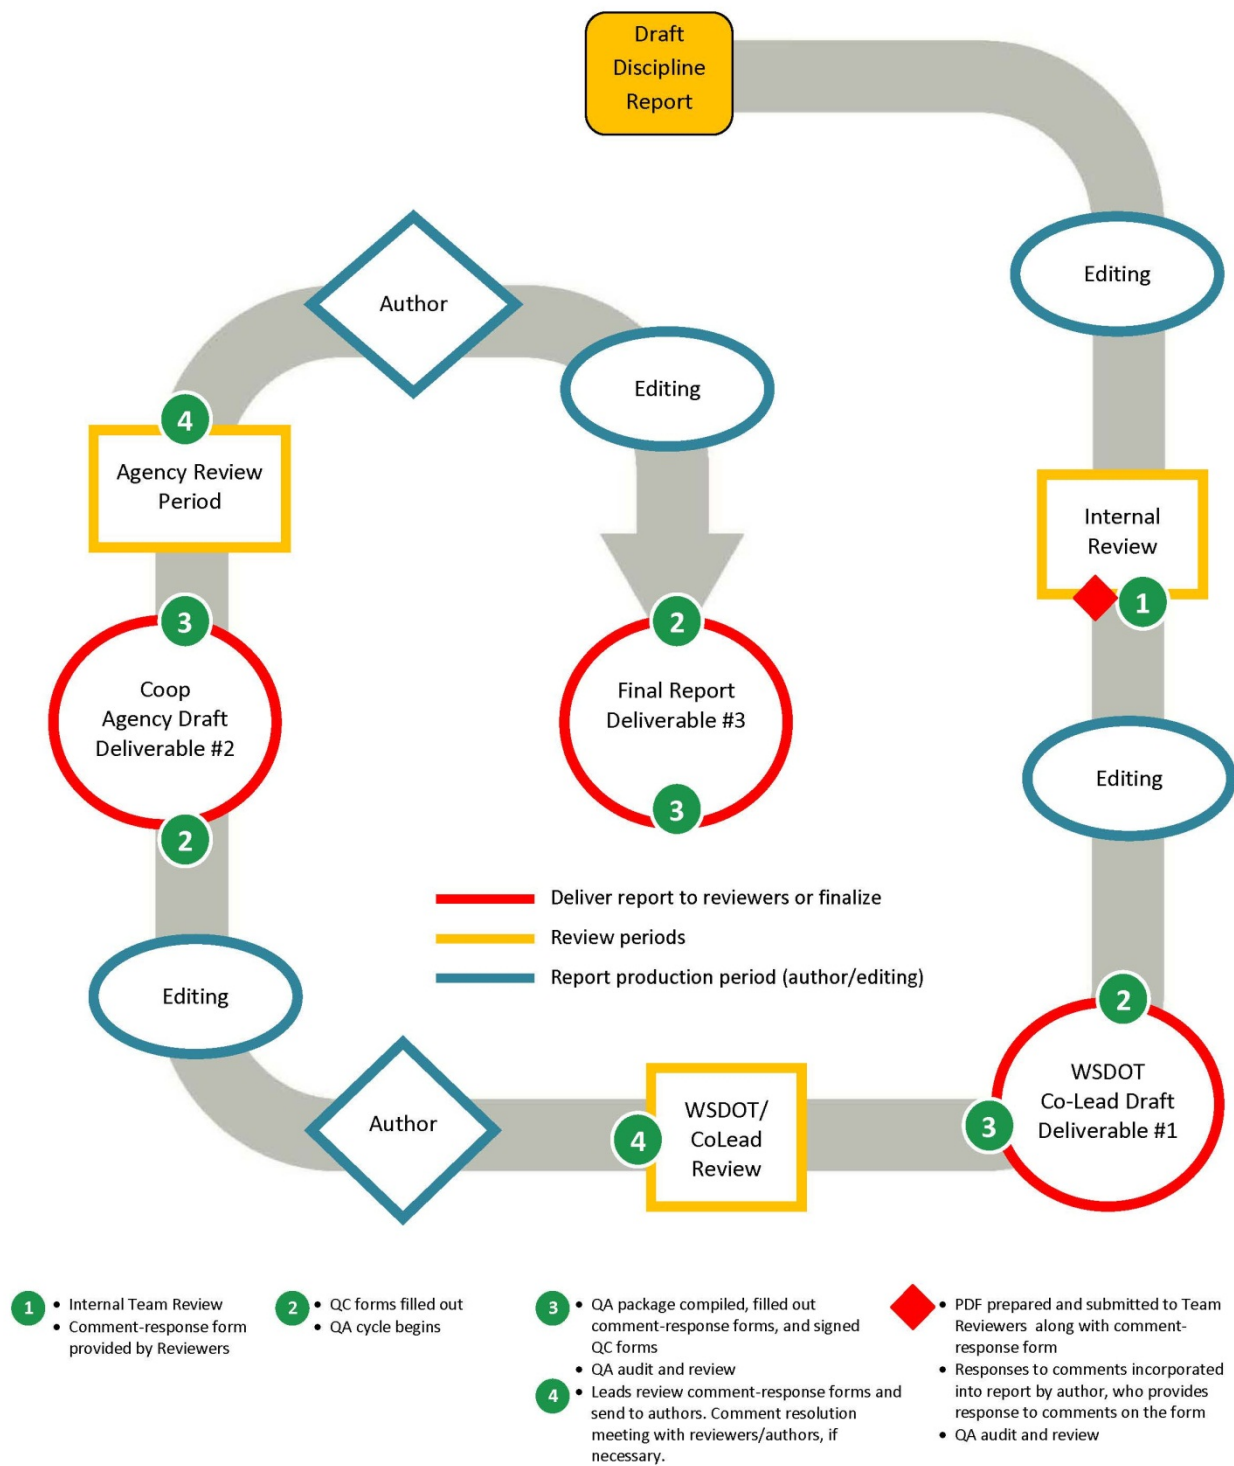 Draft
Discipline
Report
Editing
Author
Editing
4
Agency Review
Period
Internal
Review
1
3
Coop
Agency Draft
Deliverable #2
2
2
Final Report
Deliverable #3
3
Editing
Deliver report to reviewers or finalize
Review periods
Report production period (author/editing)
Editing
2
WSDOT
Co-Lead Draft
Deliverable #1
3
WSDOT/
CoLead
Review
4
Author
1
• Internal Team Review
• Comment-response form
provided by Reviewers
2
• QC forms filled out
• QA cycle begins
3
• QA package compiled, filled out
comment-response forms, and signed
QC forms
• QA audit and review
4
• Leads review comment-response forms and
send to authors. Comment resolution
meeting with reviewers/authors, if
necessary.
• PDF prepared and submitted to Team
Reviewers along with comment-
response form
• Responses to comments incorporated
into report by author, who provides
response to comments on the form
• QA audit and review